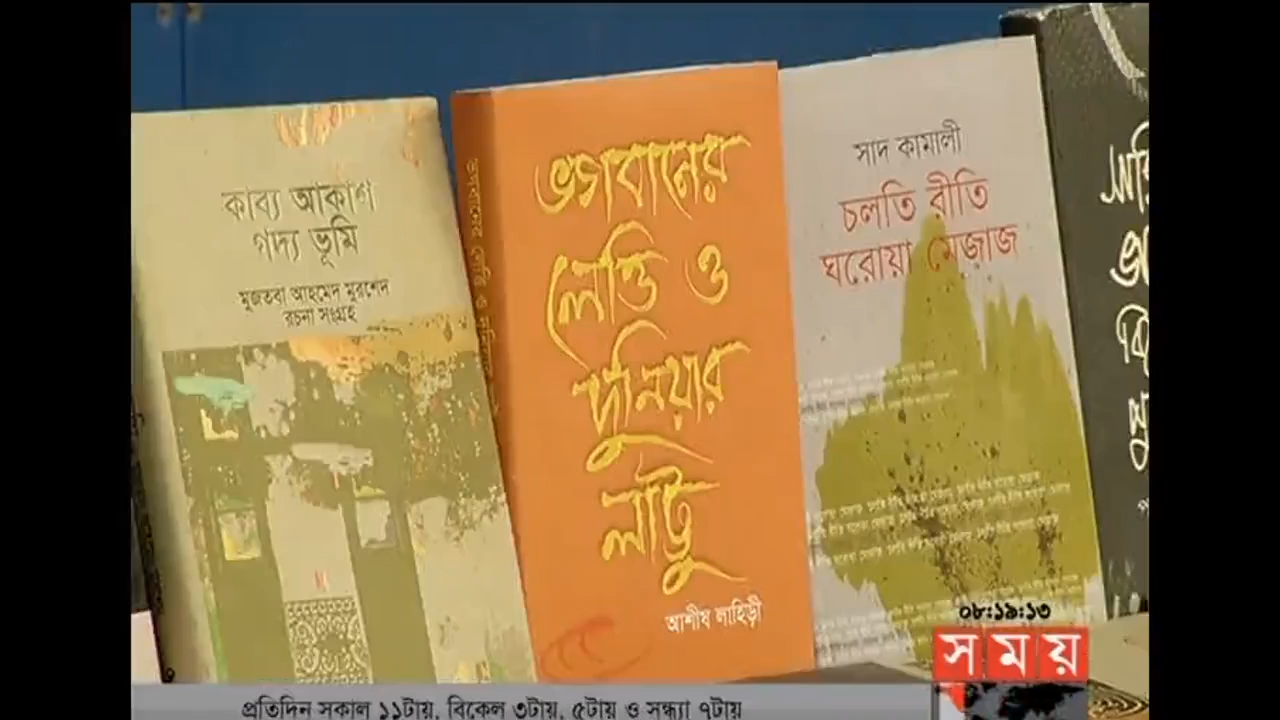 কাব্য আকাশ
গদ্য ভূমি
মুজতবা আহমেদ মুরশেদ
রচনা সংগ্রহ
ভগবানের
লেত্তি ও
দুনিয়ার
লাট্টু
আশীষ লাহিড়ী
সাদ কামালী
চলতি রীতি
ঘরোয়া মেজাজ
০৮:১৯:১৩
সময়
প্রতিদিন সকাল ১১টায়, বিকেল ৩টায়, ৫টায় ও সন্ধ্যা ৭টায়